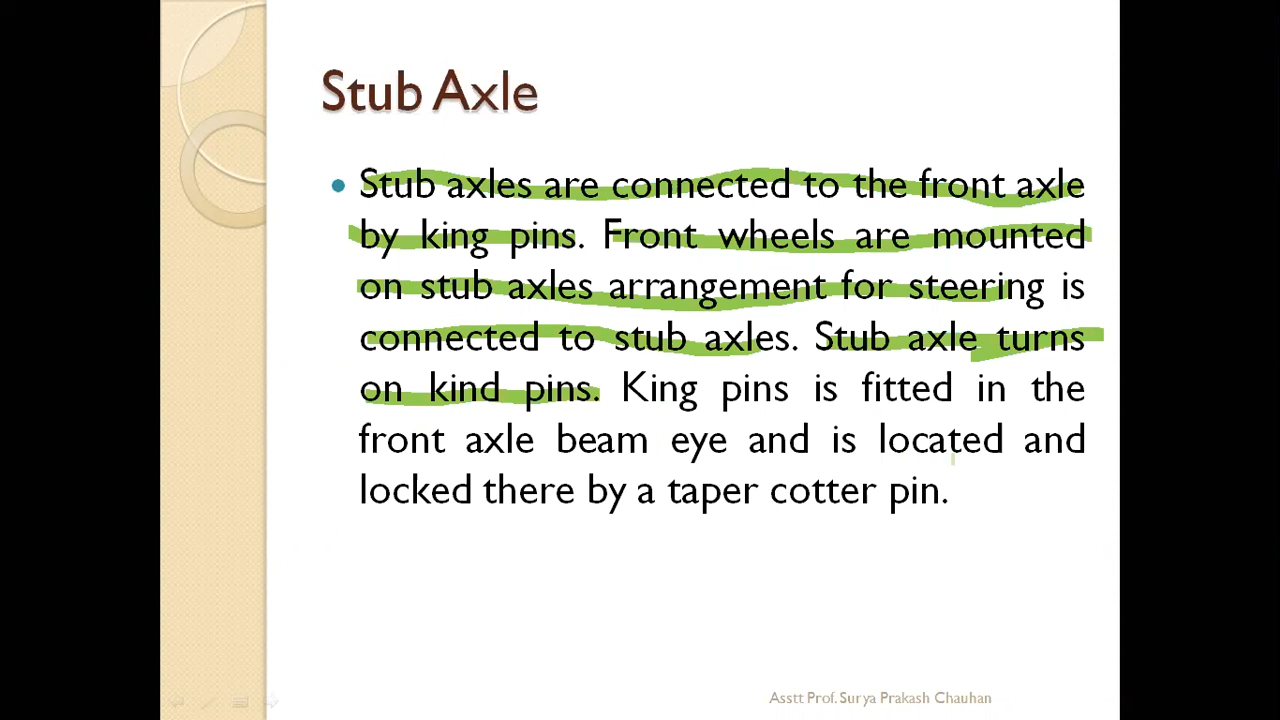 Stub Axle
• Stub axles are connected to the front axle
by king pins. Front wheels are mounted
on stub axles arrangement for steering is
connected to stub axles. Stub axle turns
on kind pins. King pins is fitted in the
front axle beam eye and is located and
locked there by a taper cotter pin.
Asstt Prof. Surya Prakash Chauhan